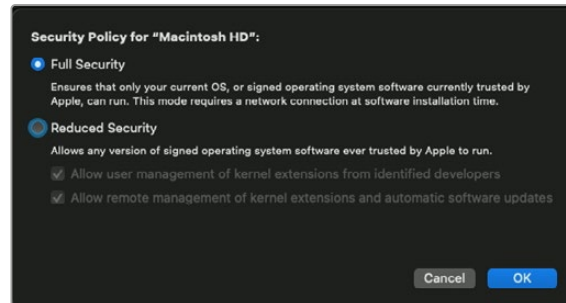 Security Policy for “Macintosh HD”:
Full Security
Ensures that only your current OS, or signed operating system software currently trusted by
Apple, can run. This mode requires a network connection at software installation time.
Reduced Security
Allows any version of signed operating system software ever trusted by Apple to run.
Allow user management of kernel extensions from identified developers
Allow remote management of kernel extensions and automatic software updates
Cancel
OK